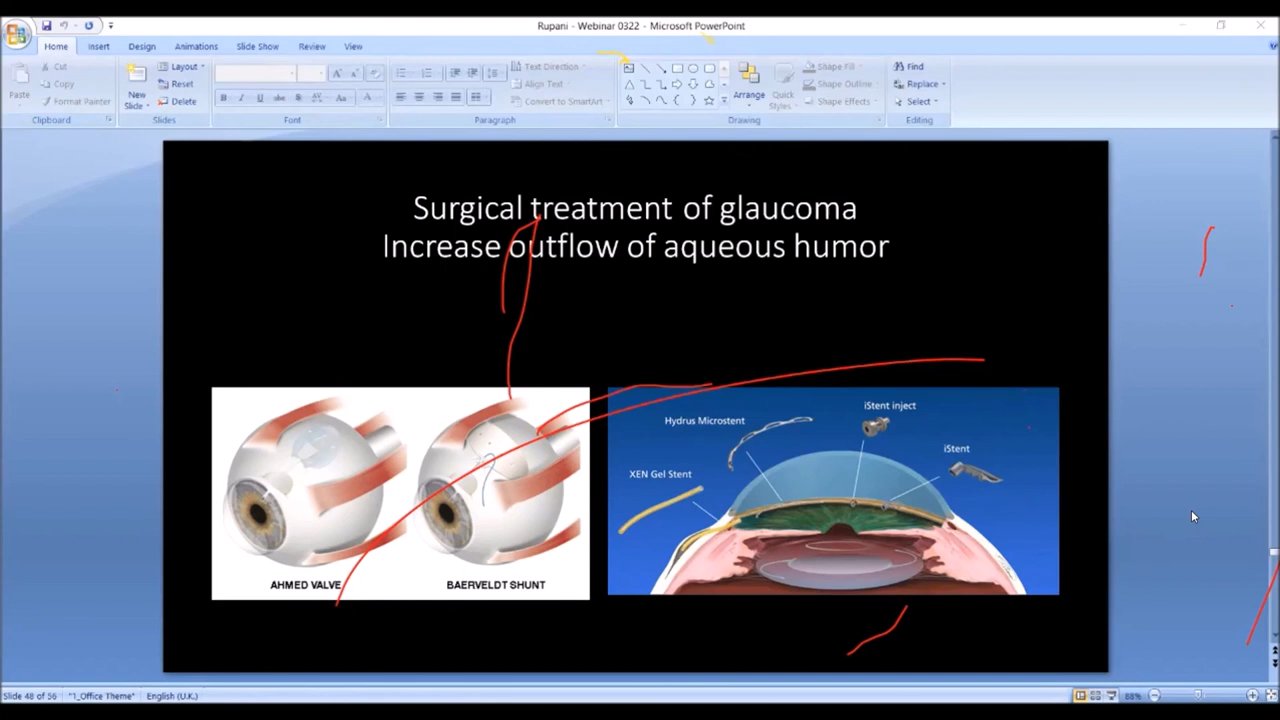 Rupani - Webinar 0322 - Microsoft PowerPoint
Home Insert Design Animations Slide Show Review View
Paste
Cut
Copy
Format Painter
Clipboard
New Slide
Layout
Reset
Delete
Slides
B I U abc S AV Aa A
Font
Text Direction
Align Text
Convert to SmartArt
Paragraph
Arrange
Quick Styles
Shape Fill
Shape Outline
Shape Effects
Drawing
Find
Replace
Select
Editing
Surgical treatment of glaucoma
Increase outflow of aqueous humor
AHMED VALVE
BAERVELDT SHUNT
Hydrus Microstent
iStent inject
XEN Gel Stent
iStent
Slide 48 of 56 "1_Office Theme" English (U.K.) 88%